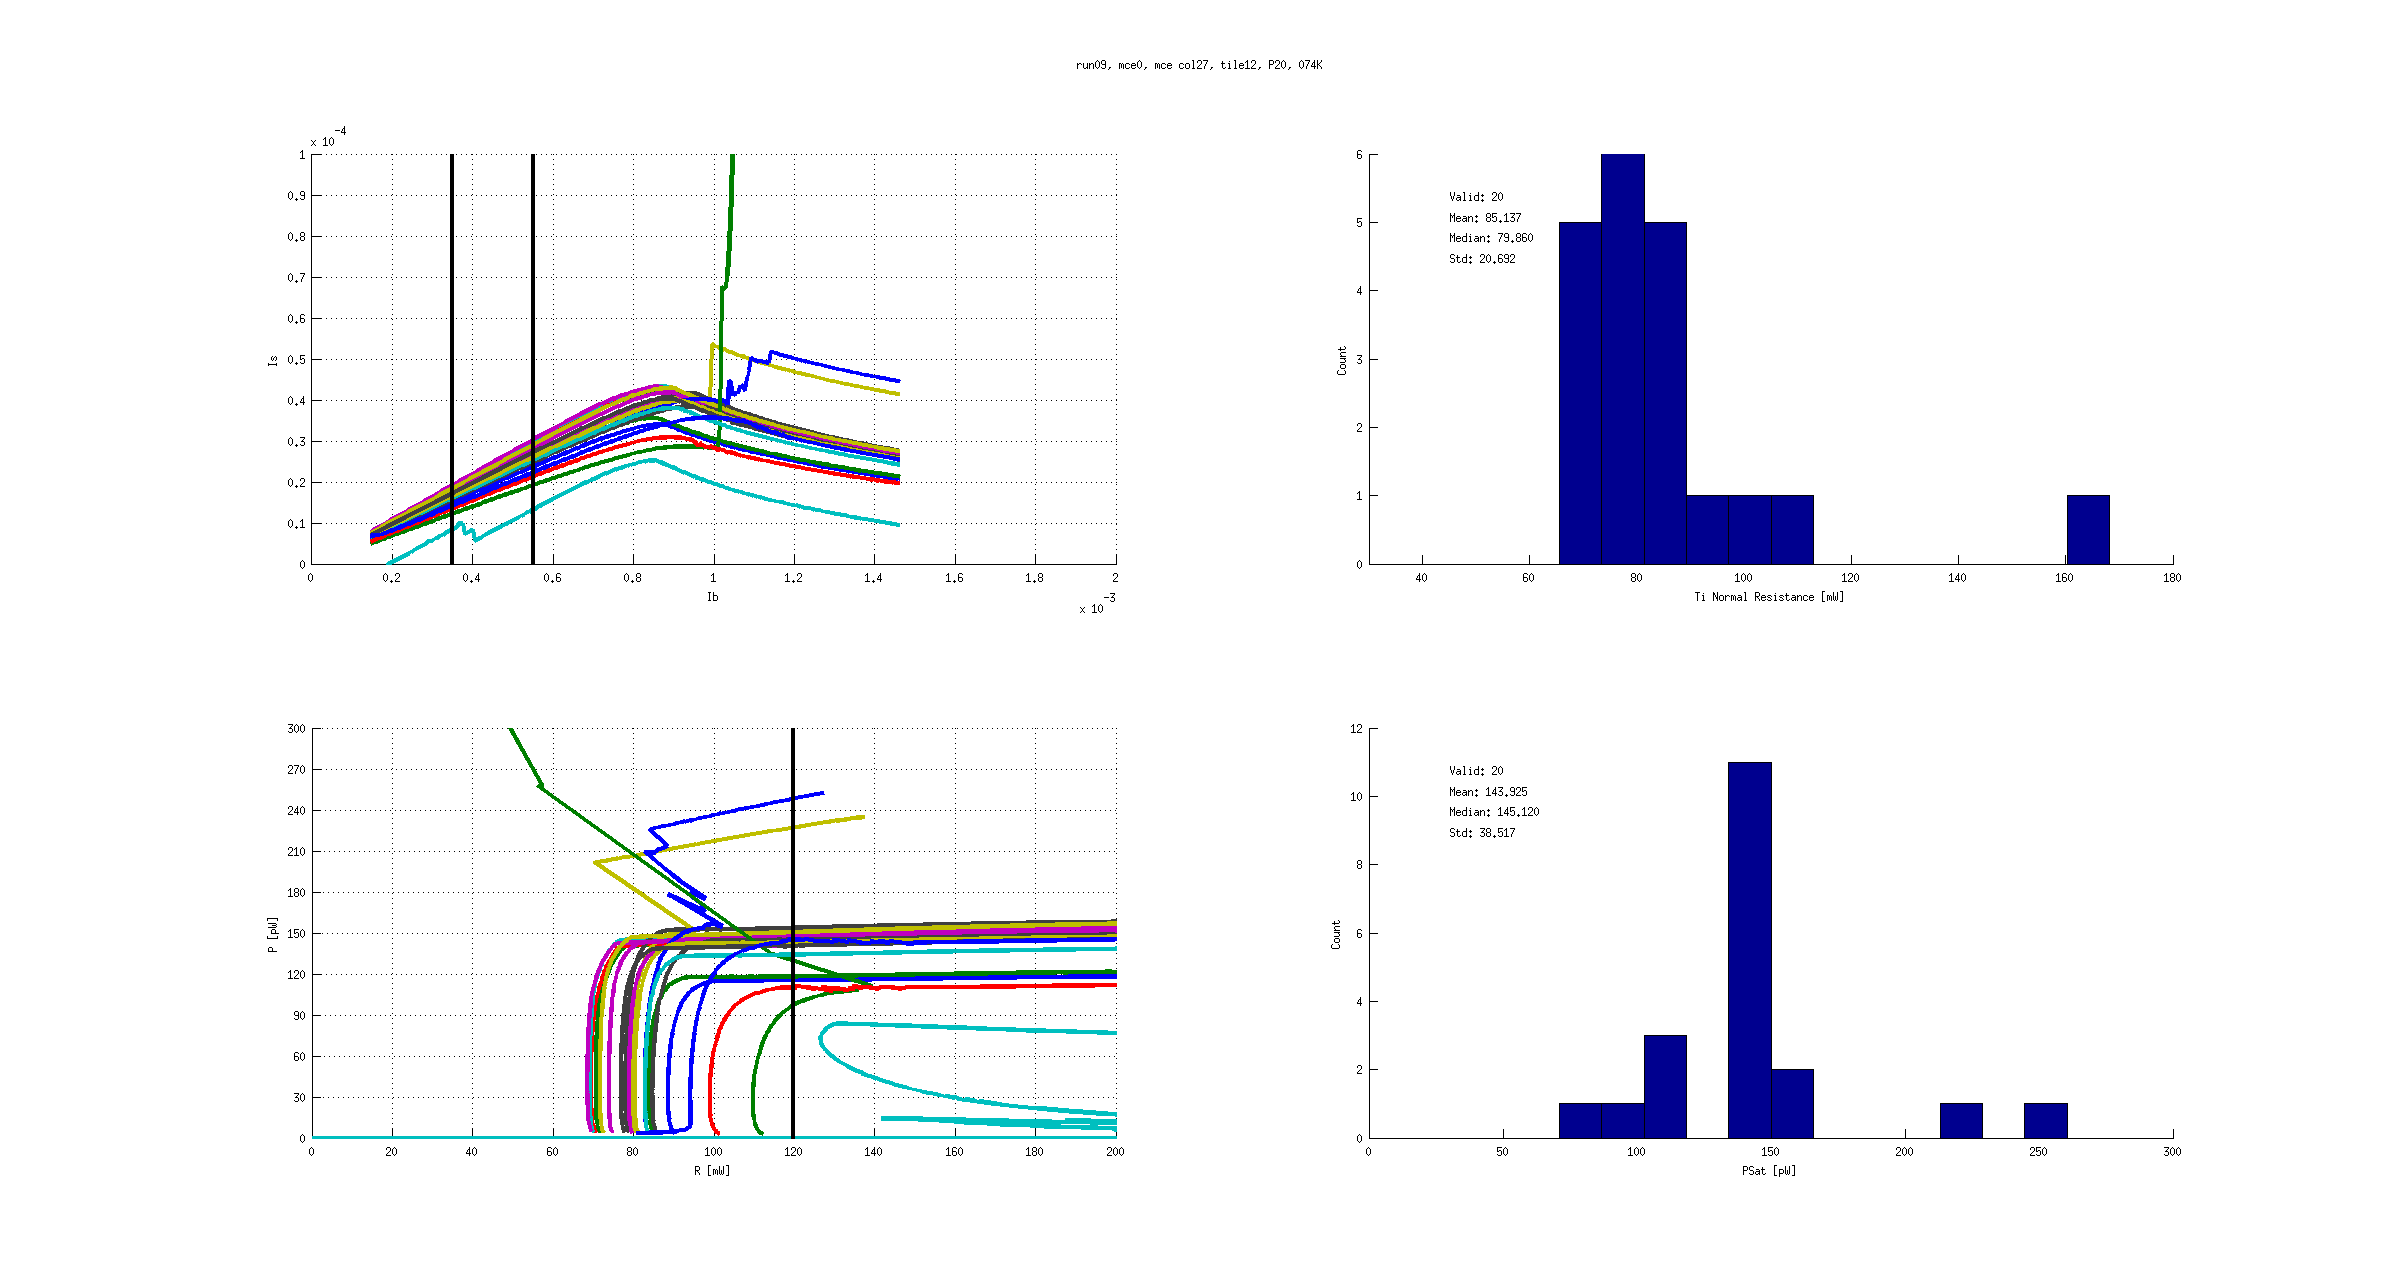 run09, mce0, mce col27, tile12, P20, 074K
x 10^-4
1
0.9
0.8
0.7
0.6
0.5
0.4
0.3
0.2
0.1
0
Is
0 0.2 0.4 0.6 0.8 1 1.2 1.4 1.6 1.8 2
Ib
x 10^-3
6
5
4
3
2
1
0
Count
Valid: 20
Mean: 85.137
Median: 79.860
Std: 20.692
40 60 80 100 120 140 160 180
Ti Normal Resistance [mW]
300
270
240
210
180
150
120
90
60
30
0
P [pW]
0 20 40 60 80 100 120 140 160 180 200
R [mW]
12
10
8
6
4
2
0
Count
Valid: 20
Mean: 143.925
Median: 145.120
Std: 38.517
0 50 100 150 200 250 300
PSat [pW]